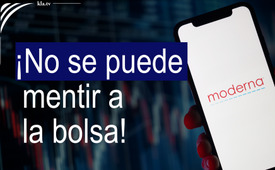 kla.tv
¡No se puede
mentir a
la bolsa!
moderna